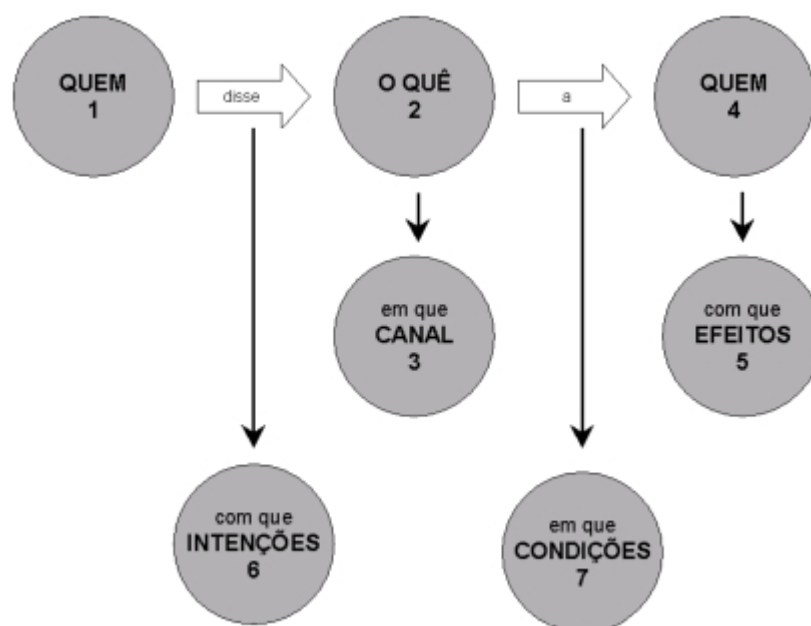 QUEM
1
disse
O QUÊ
2
a
QUEM
4
em que
CANAL
3
com que
EFEITOS
5
com que
INTENÇÕES
6
em que
CONDIÇÕES
7